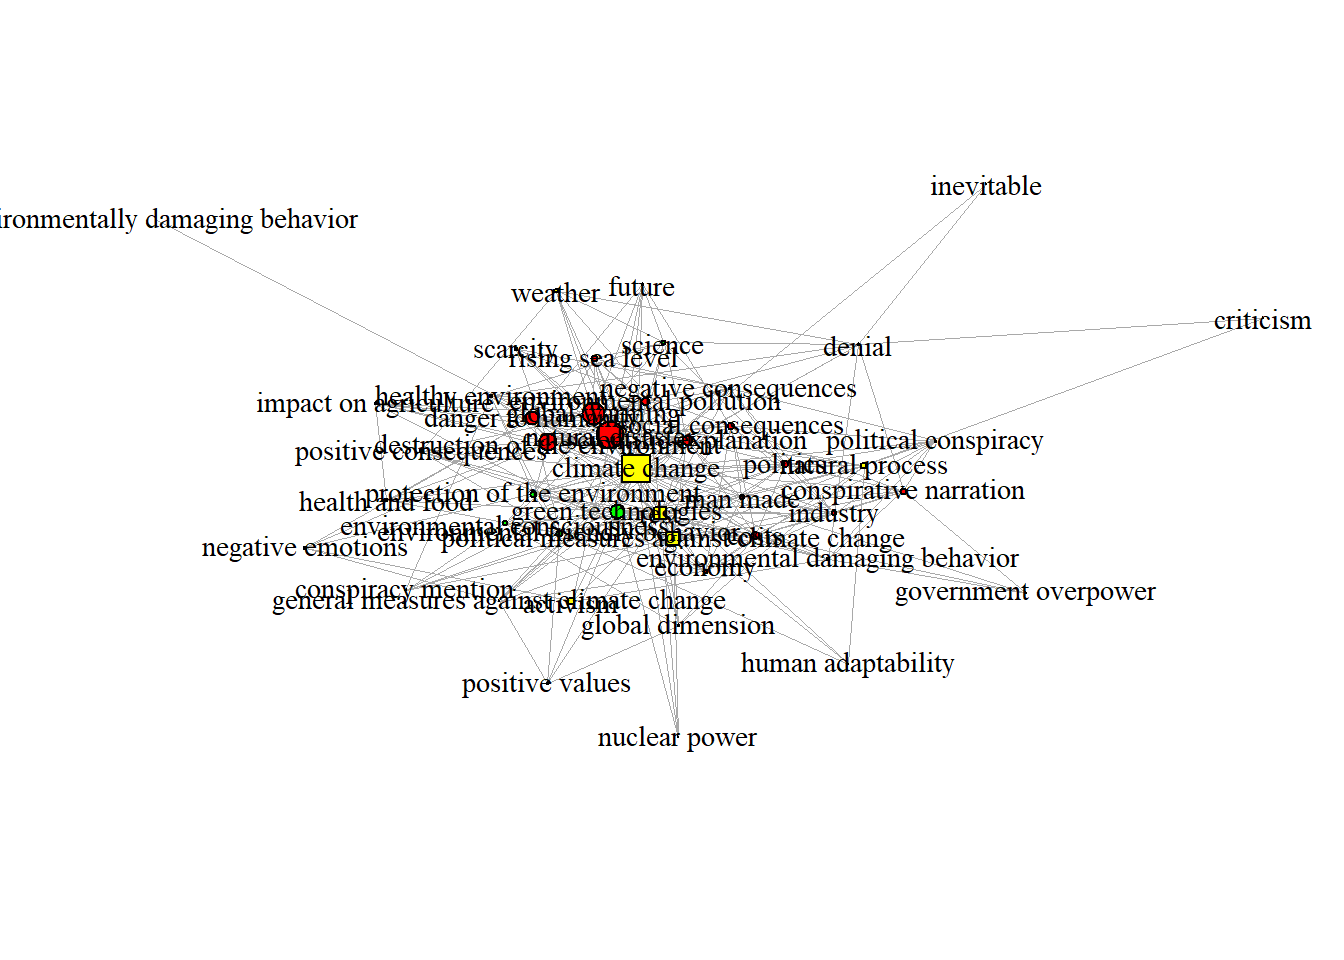 inevitable
ironmentally damaging behavior
future
weather
criticism
science
denial
scarcity
rising sea level
negative consequences
healthy environment
environmental pollution
impact on agriculture
global warming
danger to humanity
social consequences
explanation
political conspiracy
destruction of the environment
positive consequences
politics
natural process
climate change
conspirative narration
protection of the environment
man made
health and food
green technologies
industry
environmental consciousness
environmental friendly behavior
political measures against climate change
negative emotions
environmental damaging behavior
economy
conspiracy mention
government overpower
general measures against climate change
activism
global dimension
human adaptability
positive values
nuclear power